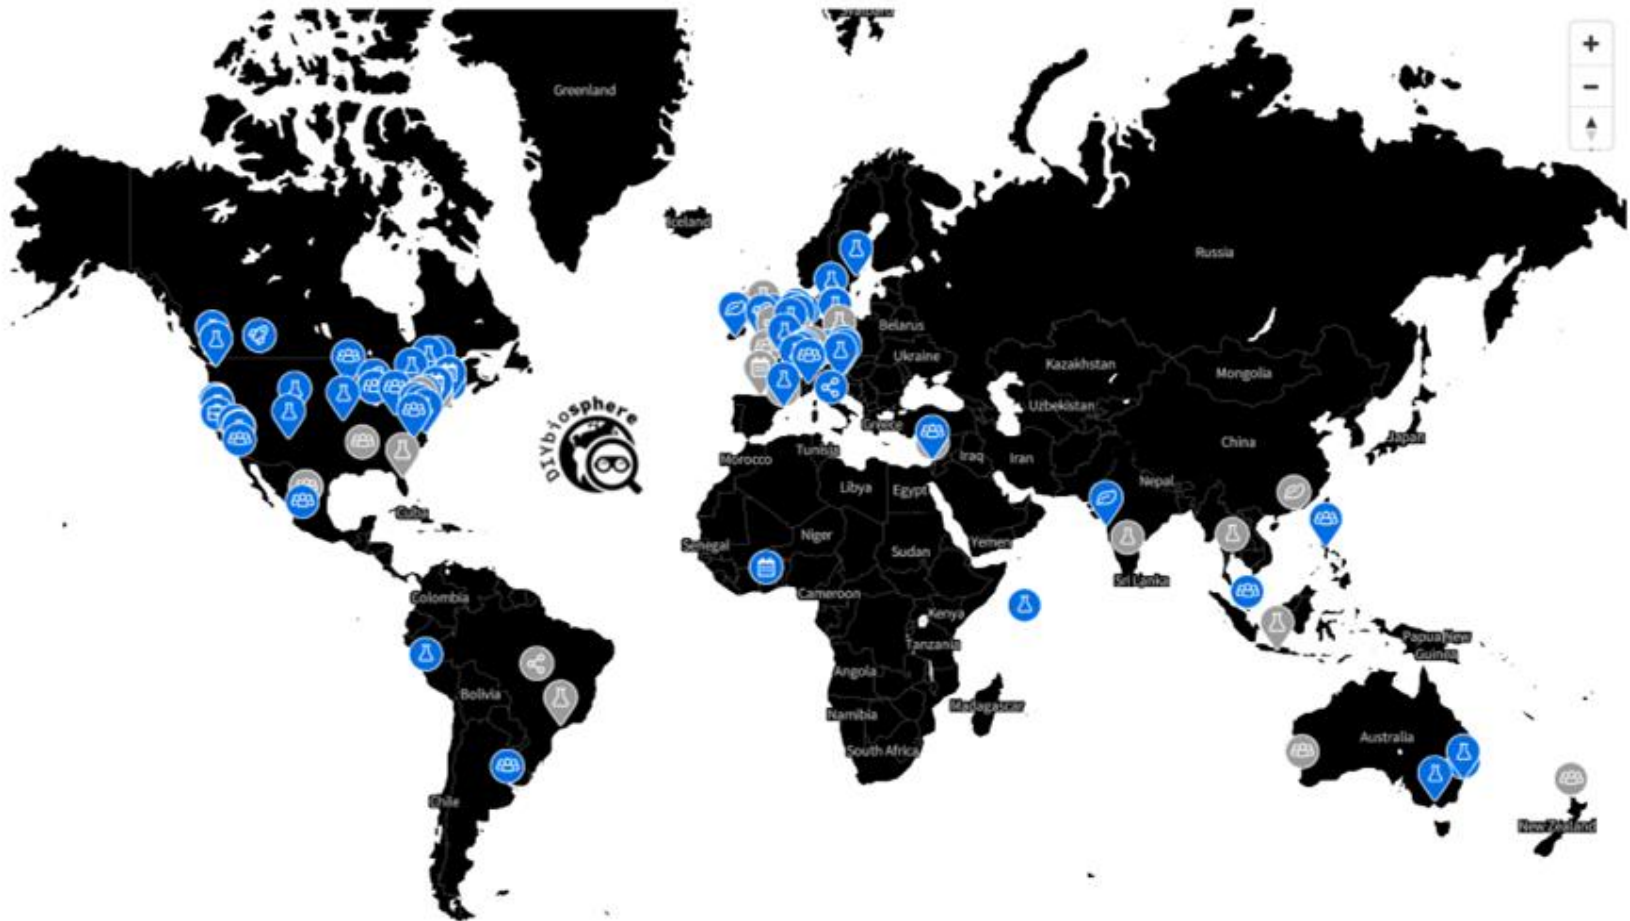 Greenland
Iceland
Russia
Belarus
Ukraine
Kazakhstan
Mongolia
Uzbekistan
DIYbiosphere
Greece
China
Japan
Morocco
Tunisia
Iraq
Iran
Nepal
Libya
Egypt
Cuba
Senegal
Niger
Sudan
Yemen
Sri Lanka
Colombia
Cameroon
Kenya
Tanzania
Papua New
Guinea
Angola
Bolivia
Namibia
Madagascar
Australia
South Africa
Chile
New Zealand
+
−